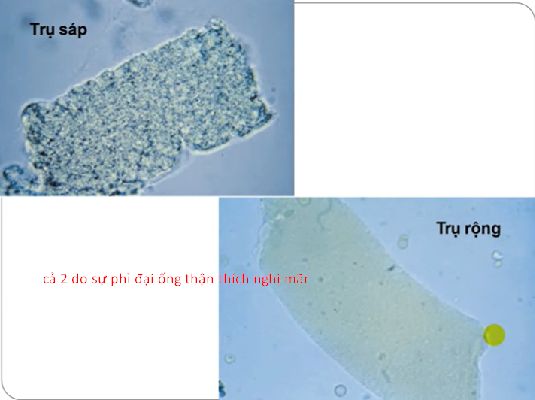 Trụ sáp
Trụ rộng
cả 2 do sự phì đại ống thận thích nghi mãn